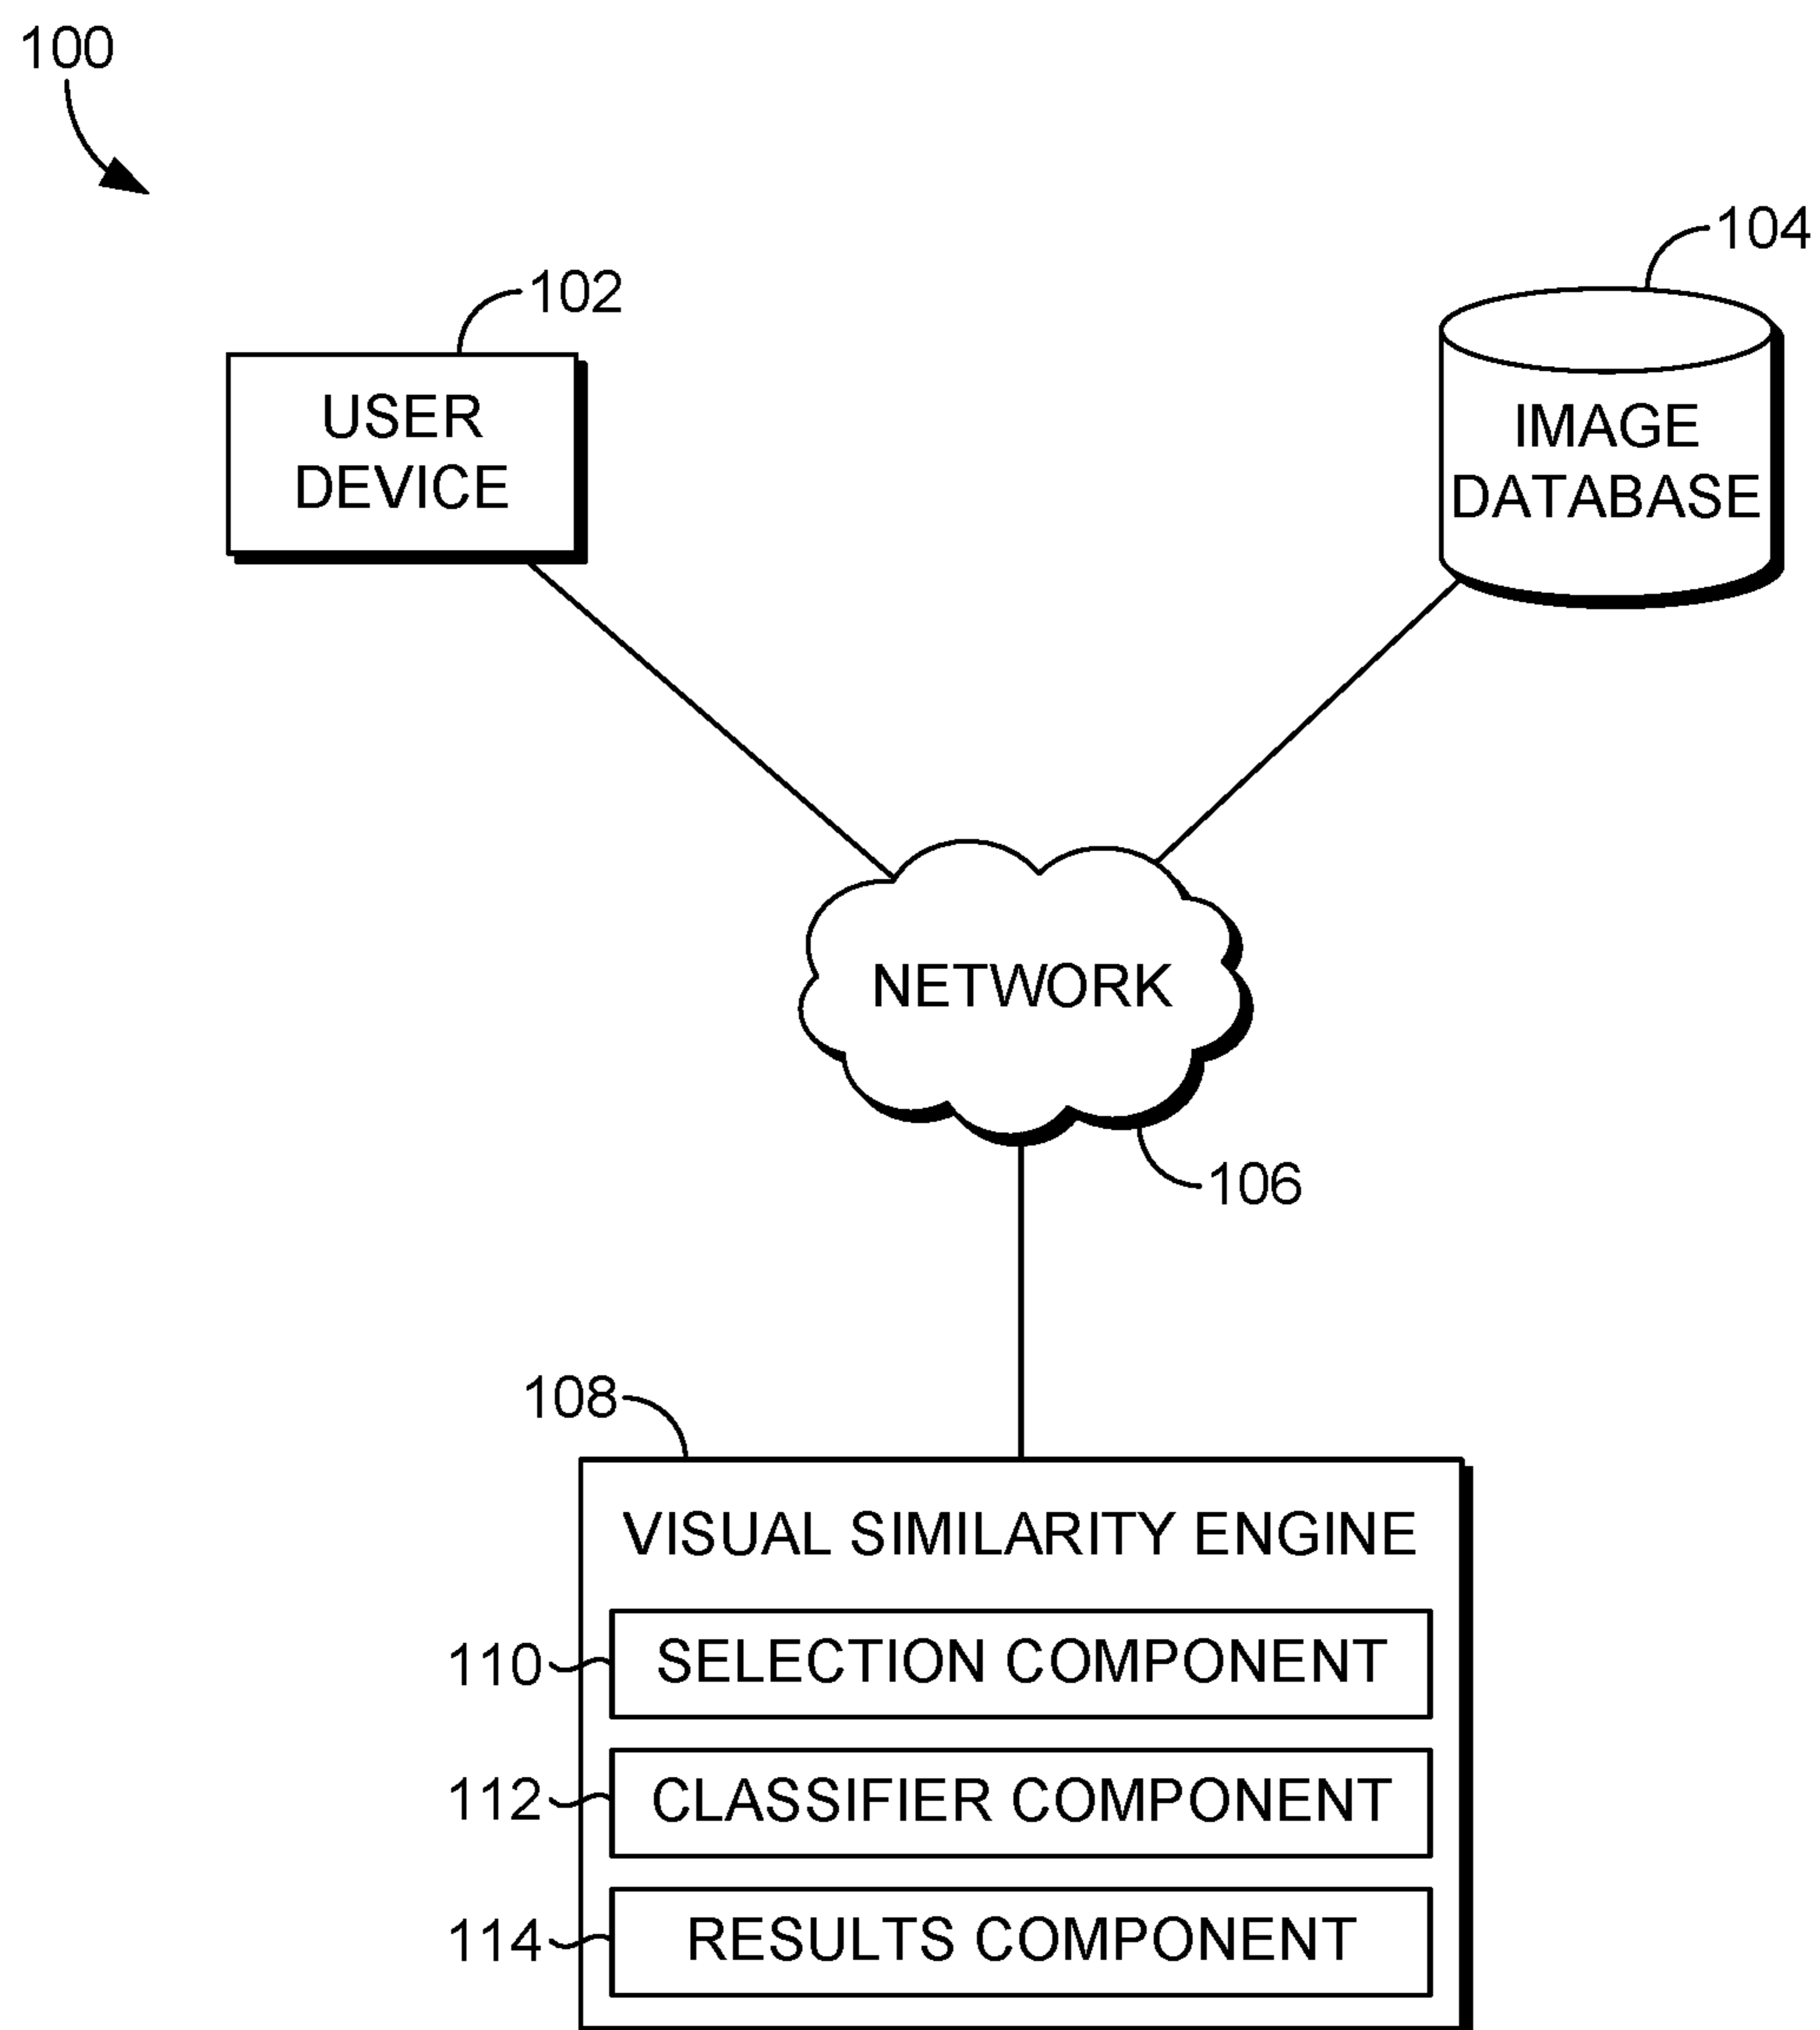 100
102
104
USER
DEVICE
IMAGE
DATABASE
NETWORK
106
108
VISUAL SIMILARITY ENGINE
110 SELECTION COMPONENT
112 CLASSIFIER COMPONENT
114 RESULTS COMPONENT